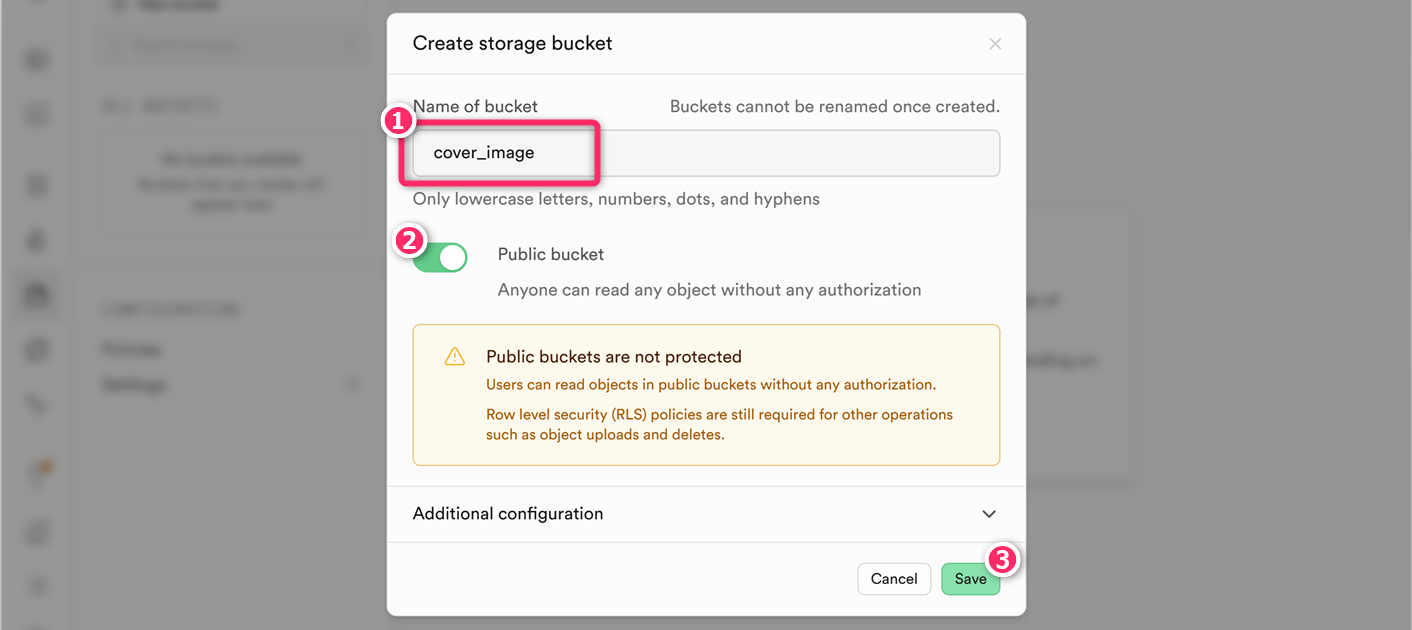 Create storage bucket
Name of bucket
Buckets cannot be renamed once created.
1
cover_image
Only lowercase letters, numbers, dots, and hyphens
2
Public bucket
Anyone can read any object without any authorization
Public buckets are not protected
Users can read objects in public buckets without any authorization.
Row level security (RLS) policies are still required for other operations
such as object uploads and deletes.
Additional configuration
3
Cancel
Save